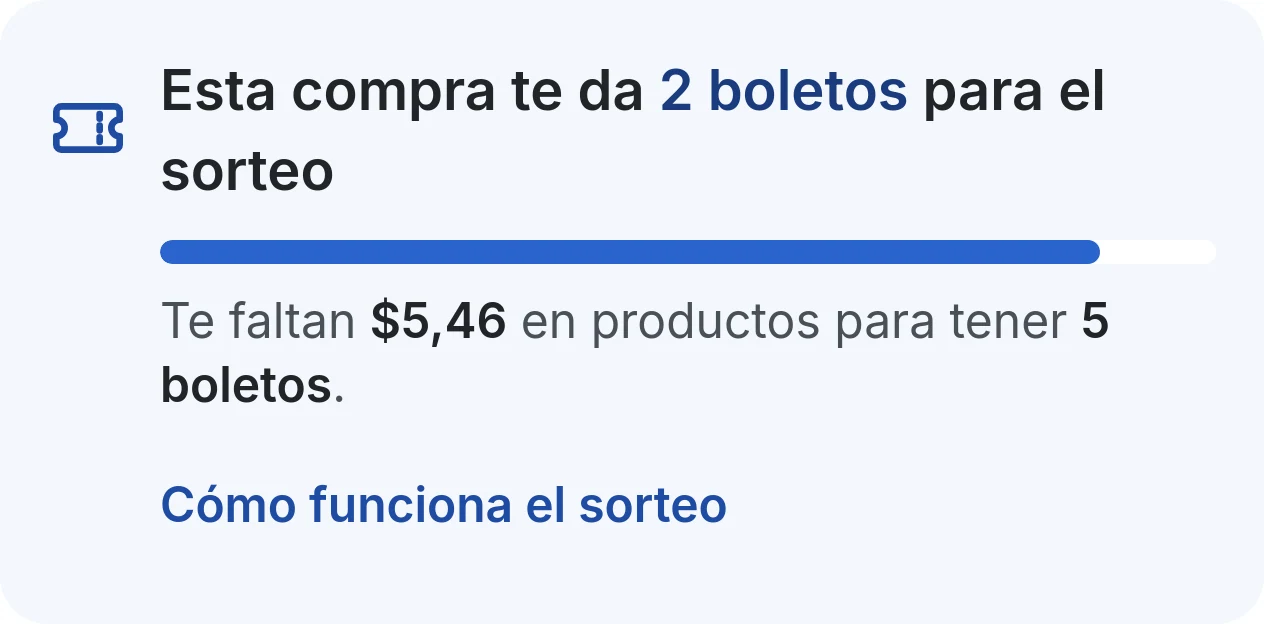 Esta compra te da 2 boletos para el
sorteo
Te faltan $5,46 en productos para tener 5
boletos.
Cómo funciona el sorteo